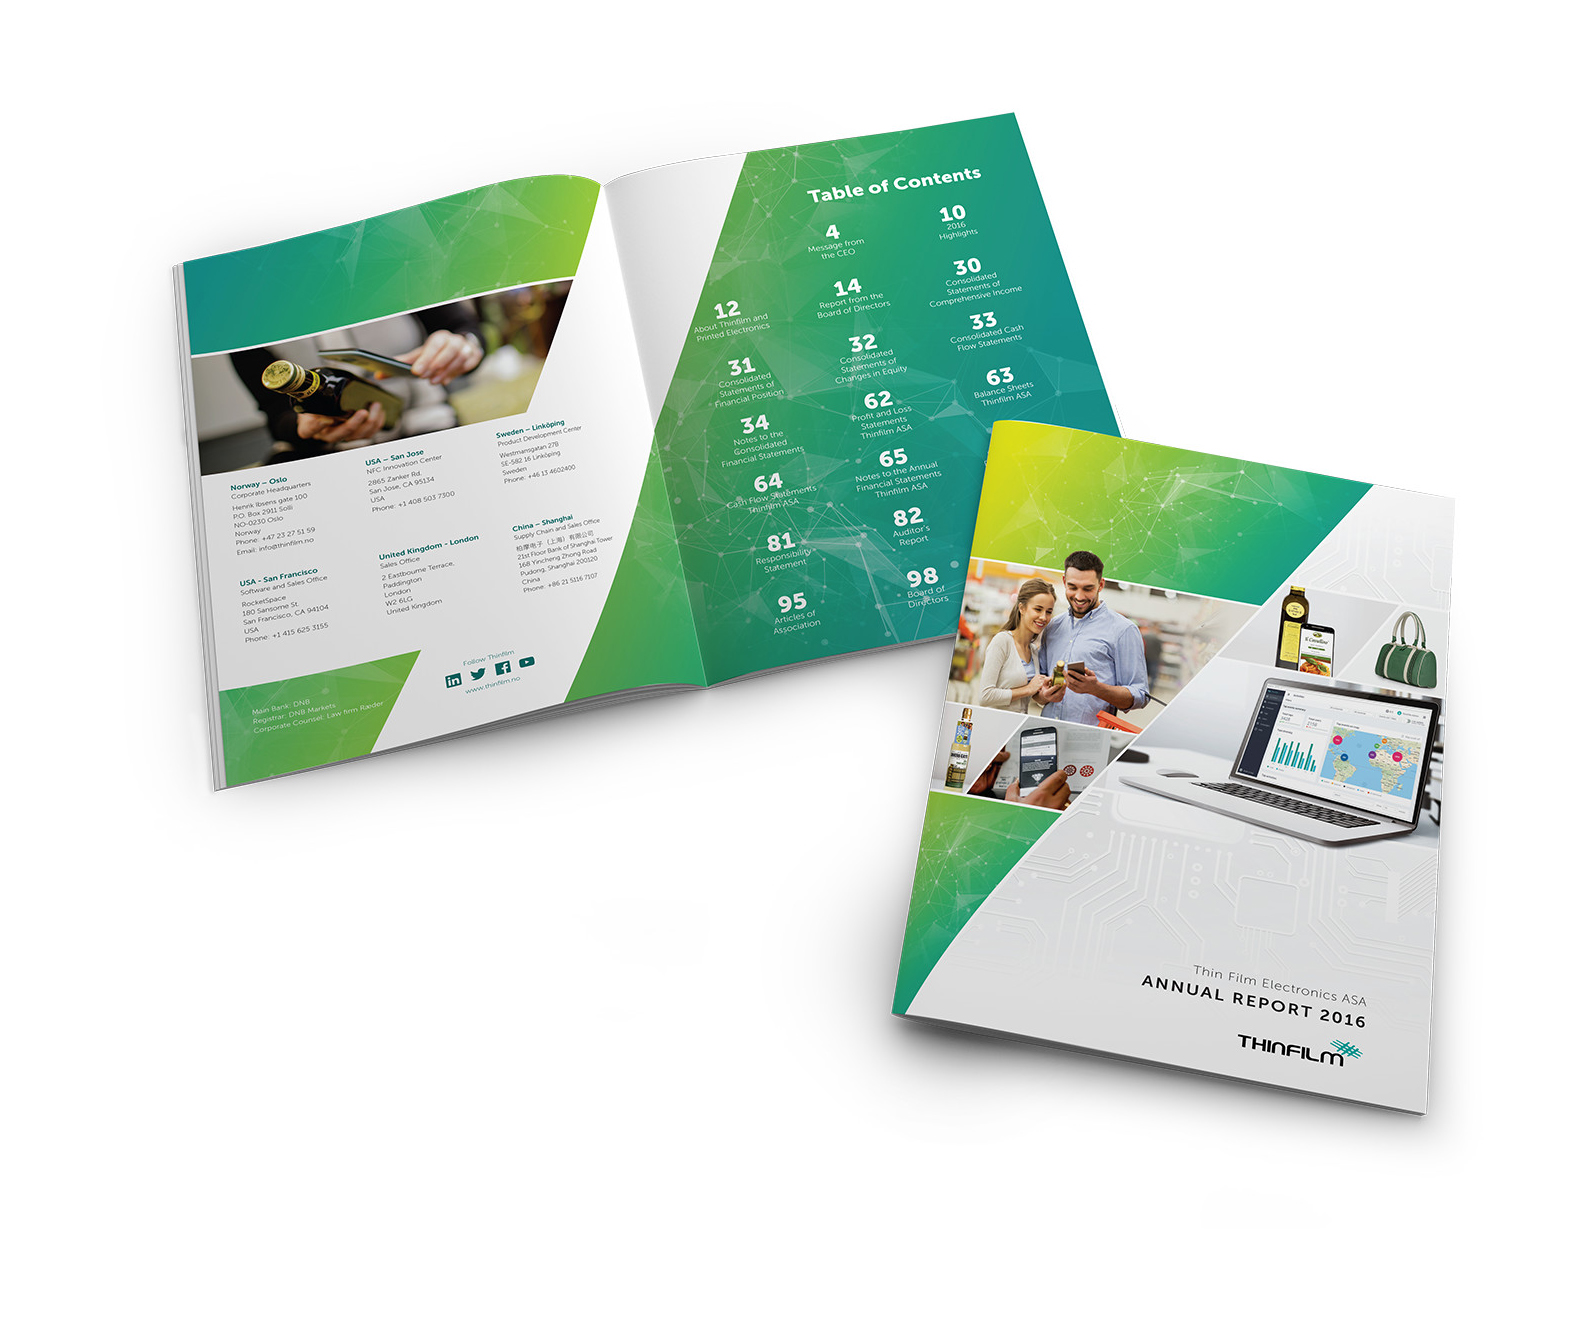 Norway – Oslo
Corporate Headquarters
Henrik Ibsens gate 100
P.O. Box 2911 Solli
NO-0230 Oslo
Norway
Phone: +47 23 27 51 59
Email: info@thinfilm.no
USA – San Jose
NFC Innovation Center
2865 Zanker Rd.
San Jose, CA 95134
USA
Phone: +1 408 503 7300
Sweden – Linköping
Product Development Center
Westmansgatan 27B
SE-582 16 Linköping
Sweden
Phone: +46 13 4602400
USA - San Francisco
Software and Sales Office
RocketSpace
180 Sansome St.
San Francisco, CA 94104
USA
Phone: +1 415 625 3155
United Kingdom - London
Sales Office
2 Eastbourne Terrace,
Paddington
London
W2 6LG
United Kingdom
China – Shanghai
Supply Chain and Sales Office
柏摩电子（上海）有限公司
21st Floor Bank of Shanghai Tower
168 Yincheng Zhong Road
Pudong, Shanghai 200120
China
Phone: +86 21 5116 7107
Follow Thinfilm
www.thinfilm.no
Main Bank: DNB
Registrar: DNB Markets
Corporate Counsel: Law firm Ræder
Table of Contents
4
Message from
the CEO
10
2016
Highlights
12
About Thinfilm and
Printed Electronics
14
Report from the
Board of Directors
30
Consolidated
Statements of
Comprehensive Income
31
Consolidated
Statements of
Financial Position
32
Consolidated
Statements of
Changes in Equity
33
Consolidated Cash
Flow Statements
34
Notes to the
Consolidated
Financial Statements
62
Profit and Loss
Statements
Thinfilm ASA
63
Balance Sheets
Thinfilm ASA
64
Cash Flow Statements
Thinfilm ASA
65
Notes to the Annual
Financial Statements
Thinfilm ASA
81
Responsibility
Statement
82
Auditor's
Report
95
Articles of
Association
98
Board of
Directors
Thin Film Electronics ASA
ANNUAL REPORT 2016
THINFILM